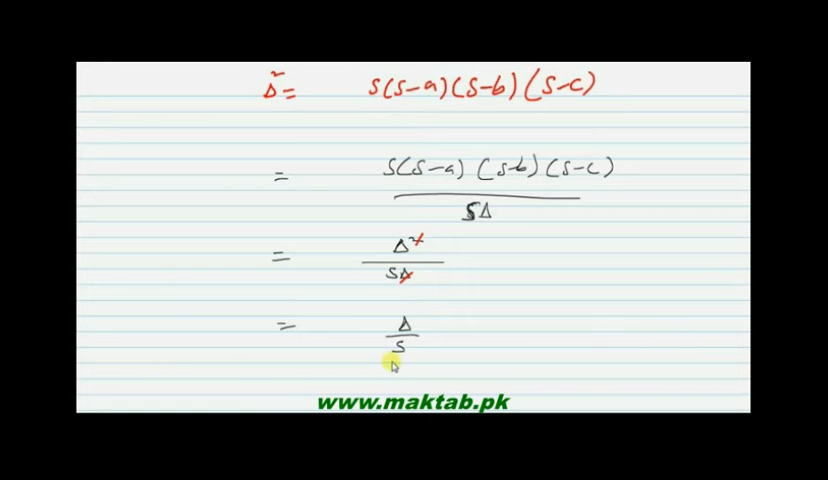 Δ² = S(S-a)(S-b)(S-c)
= S(S-a)(S-b)(S-c)
SΔ
= Δ²
SΔ
= Δ
S
www.maktab.pk